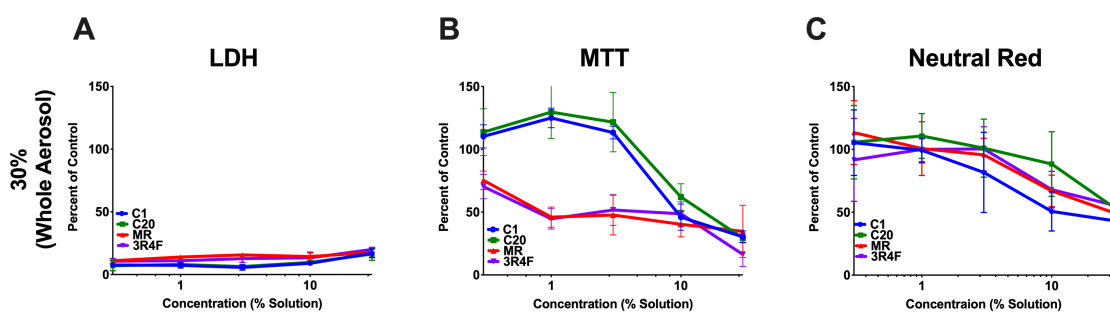 A
B
C
LDH
MTT
Neutral Red
30%
(Whole Aerosol)
Percent of Control
150
100
50
0
C1
C20
MR
3R4F
1
10
Concentration (% Solution)
Percent of Control
150
100
50
0
C1
C20
MR
3R4F
1
10
Concentration (% Solution)
Percent of Control
150
100
50
0
C1
C20
MR
3R4F
1
10
Concentraion (% Solution)